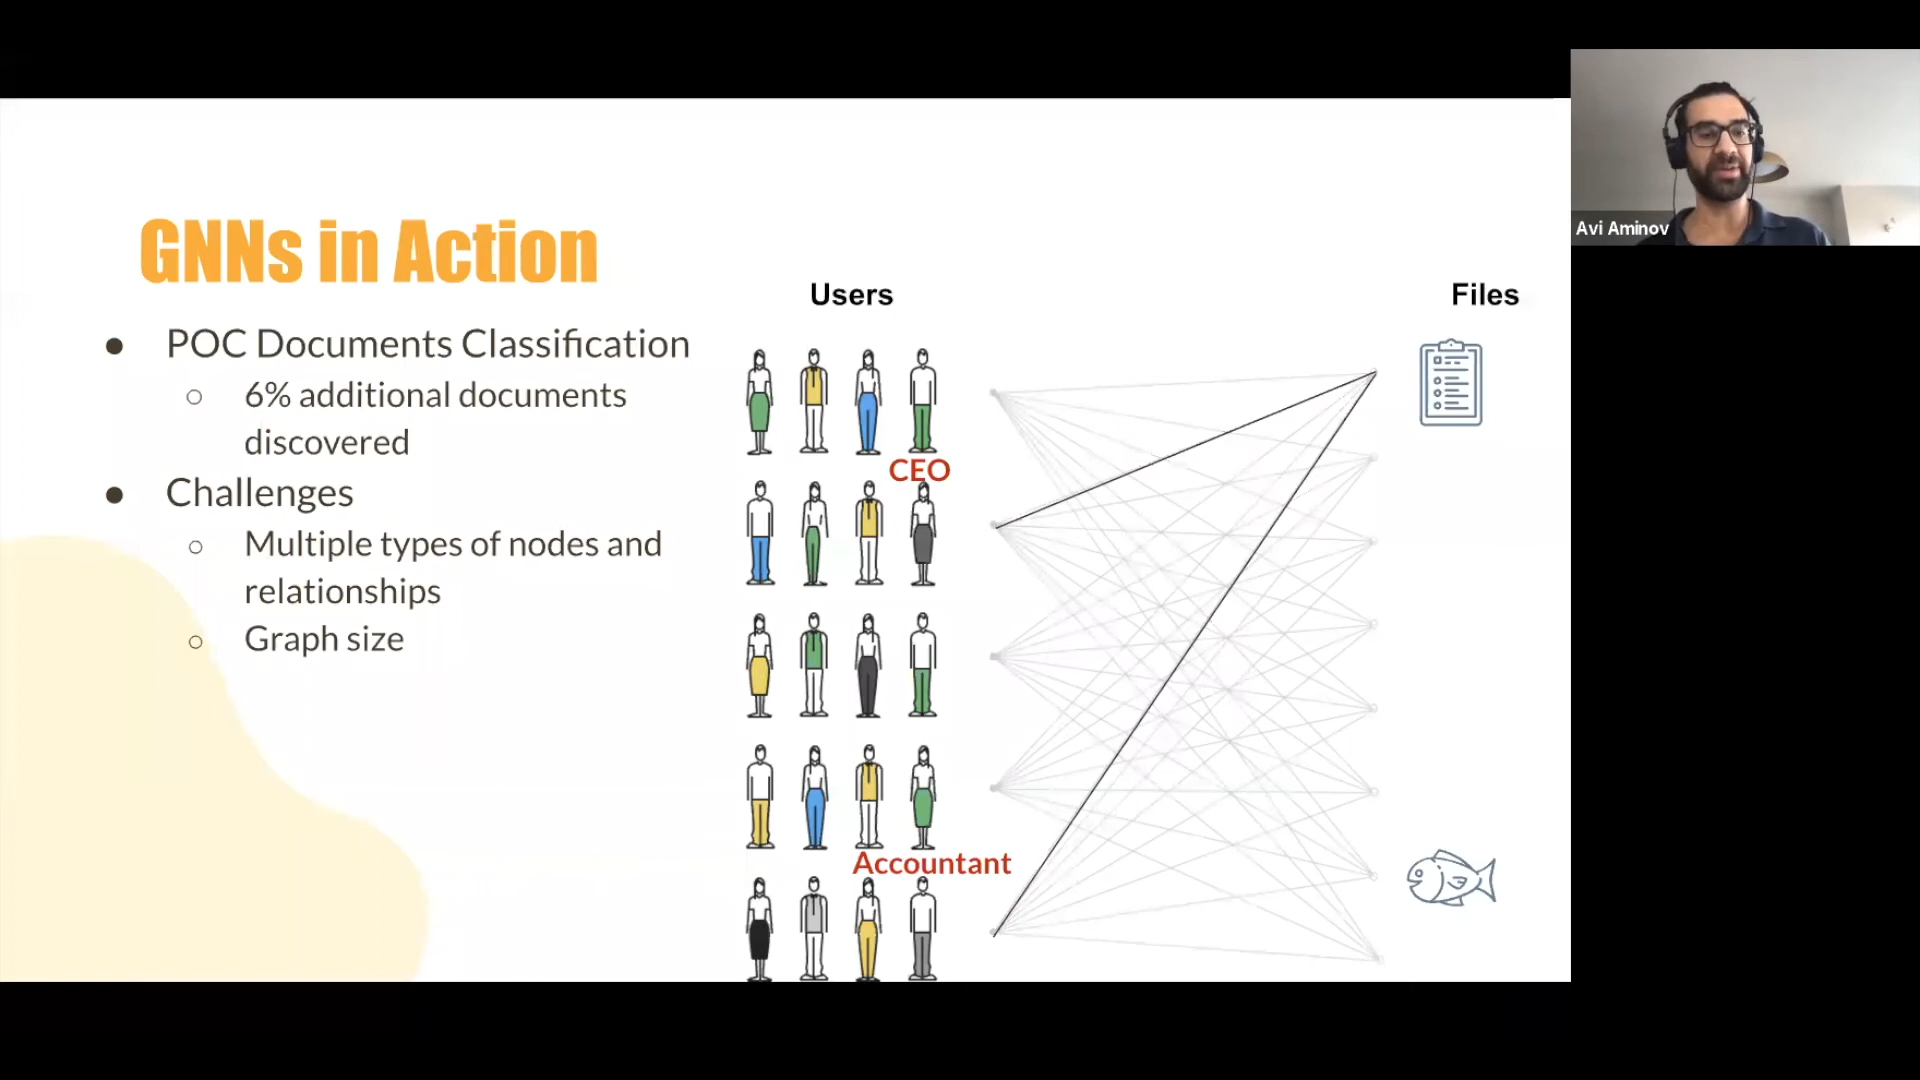 GNNs in Action
● POC Documents Classification
○ 6% additional documents
discovered
● Challenges
○ Multiple types of nodes and
relationships
○ Graph size
Users
Files
CEO
Accountant
Avi Aminov